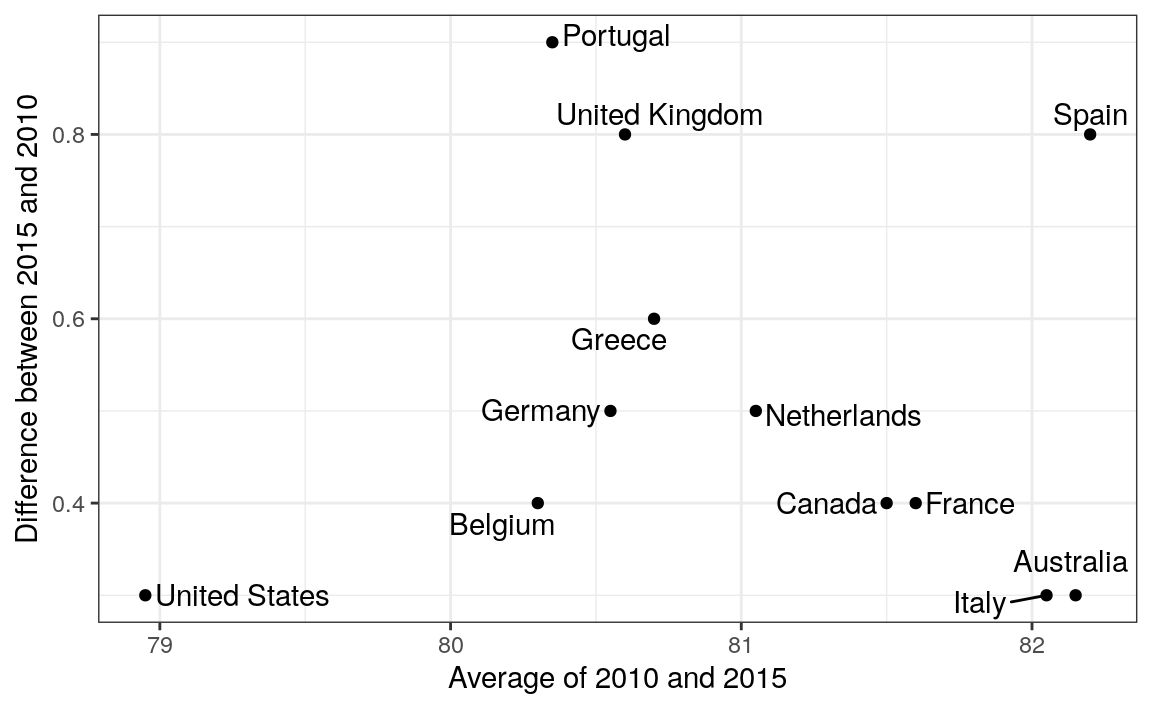 Portugal
United Kingdom
Spain
0.8
Difference between 2015 and 2010
0.6
Greece
Germany
Netherlands
0.4
Canada
France
Belgium
Australia
United States
Italy
79
80
81
82
Average of 2010 and 2015